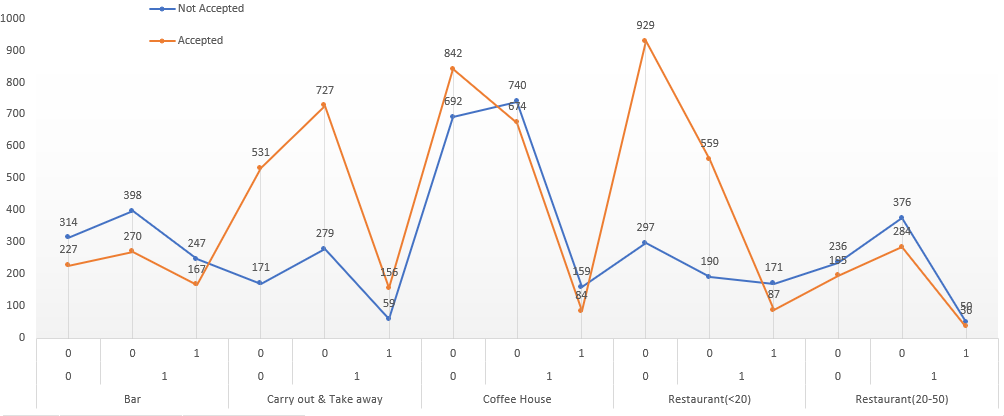 Not Accepted
Accepted
1000
900
800
700
600
500
400
300
200
100
0
314 398 247 171 279 59 692 740 159 297 190 171 236 376 50
227 270 167 531 727 156 842 674 84 929 559 87 195 284
0 0 1 0 0 1 0 0 1 0 0 1 0 0 1
0 1 0 1 0 1 0 1 0 1
Bar Carry out & Take away Coffee House Restaurant(<20) Restaurant(20-50)